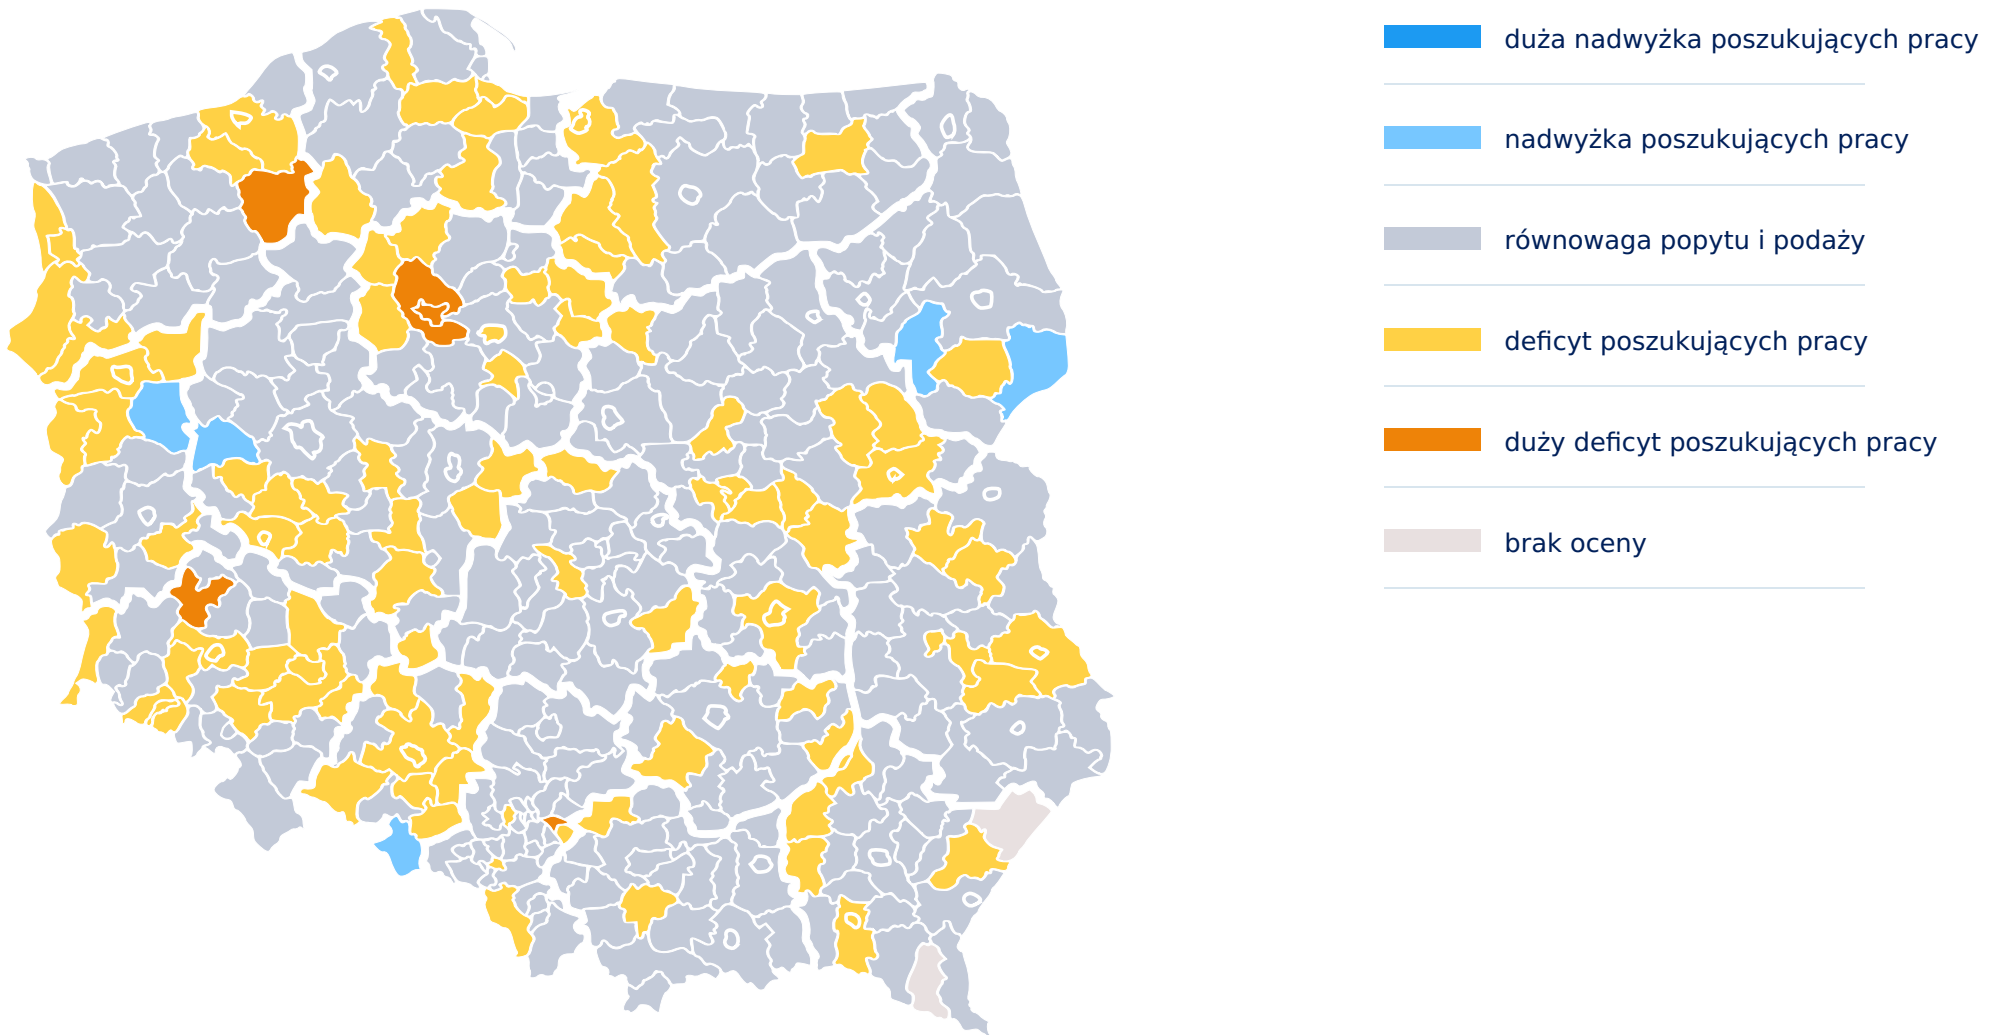 duża nadwyżka poszukujących pracy
nadwyżka poszukujących pracy
równowaga popytu i podaży
deficyt poszukujących pracy
duży deficyt poszukujących pracy
brak oceny